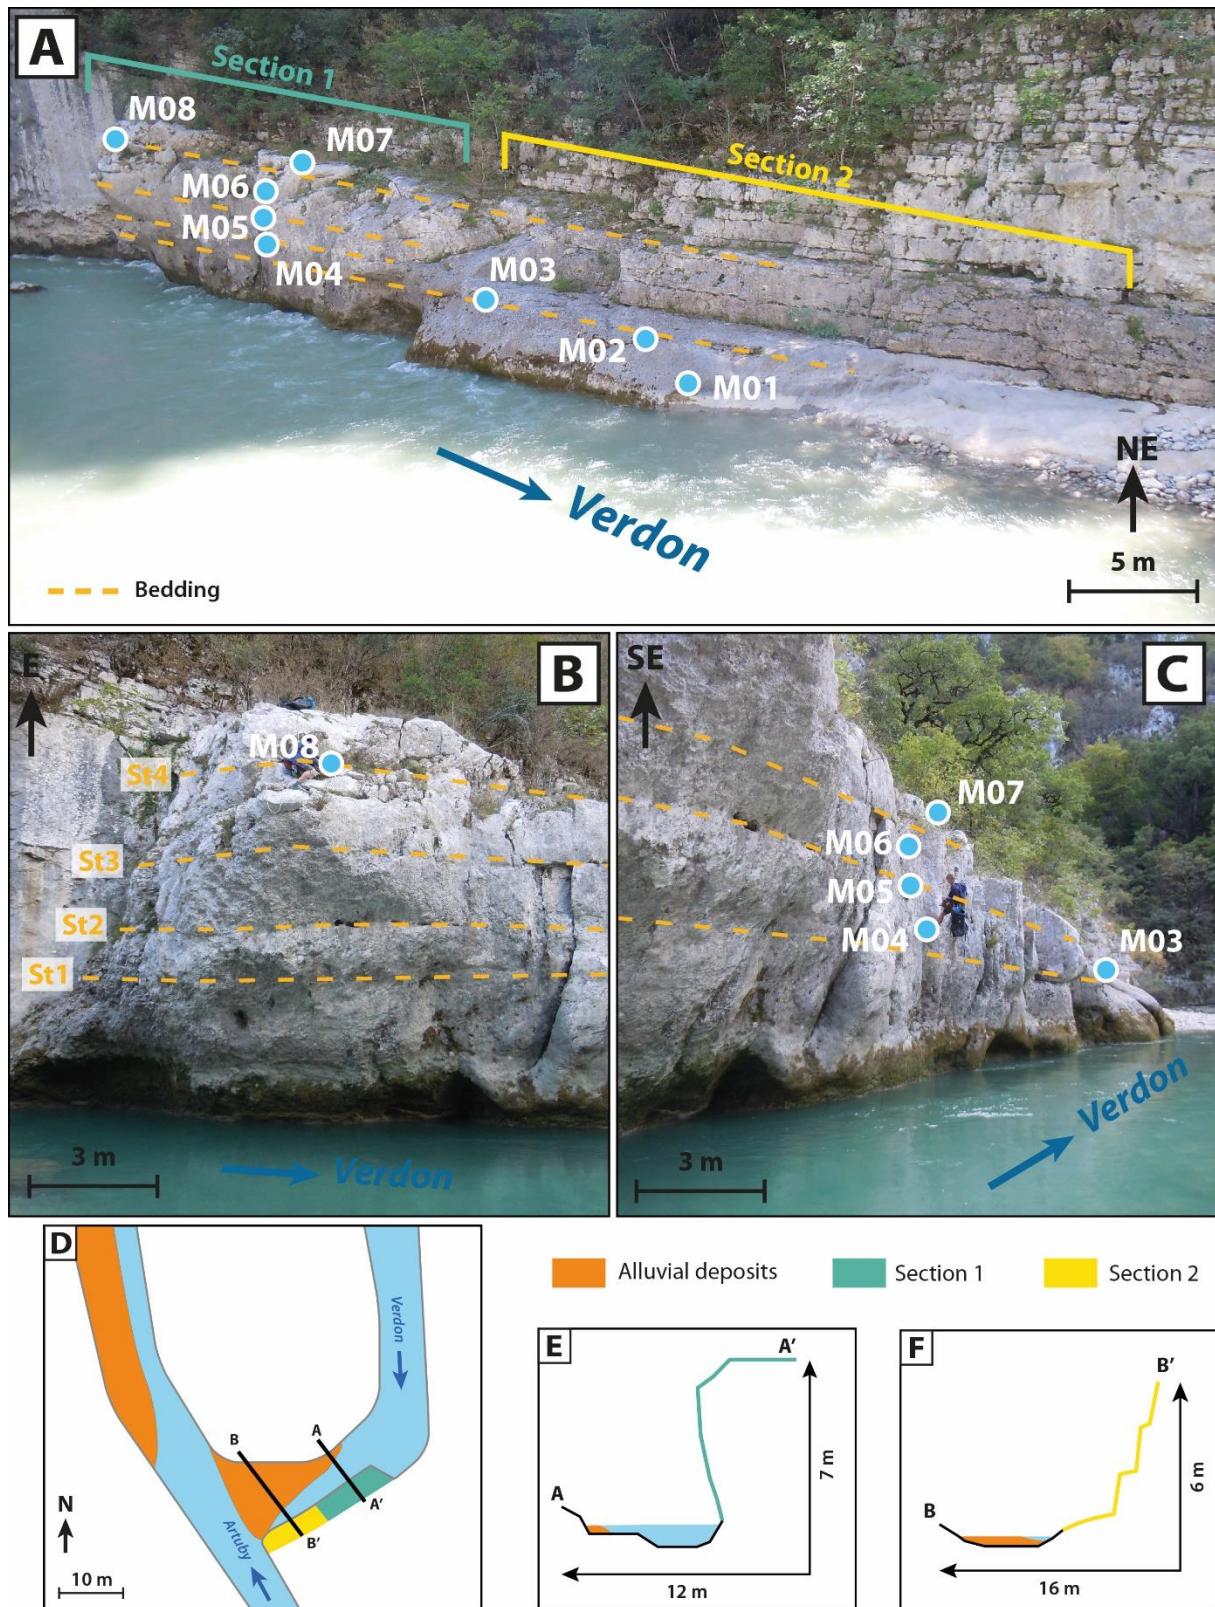 A
Section 1
M08
M07
M06
M05
M04
Section 2
M03
M02
M01
NE
Verdon
5 m
Bedding
E
B
M08
St4
St3
St2
St1
3 m
Verdon
SE
C
M07
M06
M05
M04
M03
Verdon
3 m
D
Verdon
B
A
A'
B'
N
Artuby
10 m
Alluvial deposits
Section 1
Section 2
E
A'
7 m
A
12 m
F
B'
6 m
B
16 m